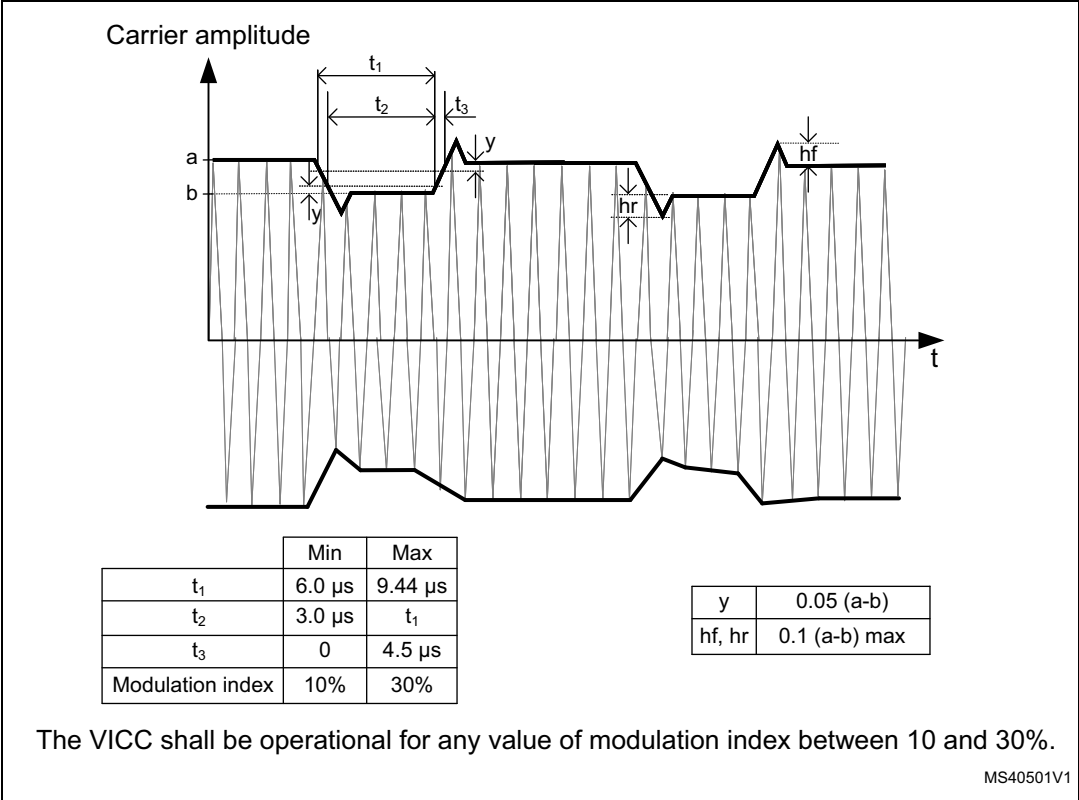 Carrier amplitude
t₁
t₂
t₃
y
a
b
y
hr
hf
t
Min Max
t₁ 6.0 µs 9.44 µs
t₂ 3.0 µs t₁
t₃ 0 4.5 µs
Modulation index 10% 30%
y 0.05 (a-b)
hf, hr 0.1 (a-b) max
The VICC shall be operational for any value of modulation index between 10 and 30%.
MS40501V1